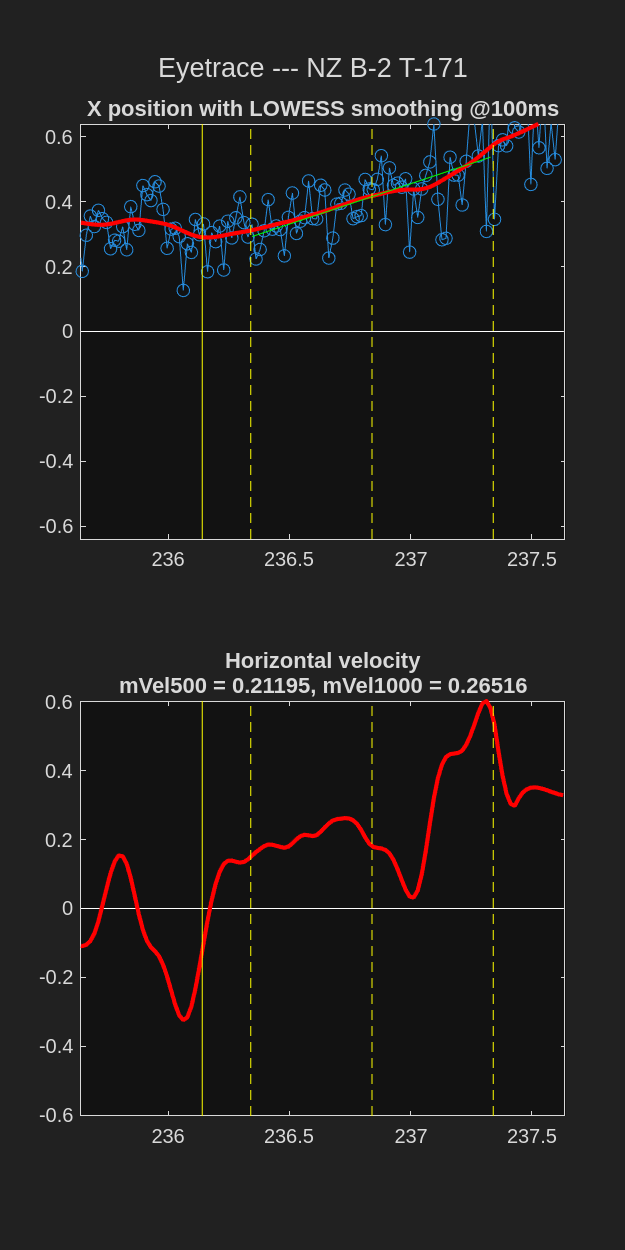 Eyetrace --- NZ B-2 T-171
X position with LOWESS smoothing @100ms
0.6
0.4
0.2
0
-0.2
-0.4
-0.6
236 236.5 237 237.5
Horizontal velocity
mVel500 = 0.21195, mVel1000 = 0.26516
0.6
0.4
0.2
0
-0.2
-0.4
-0.6
236 236.5 237 237.5